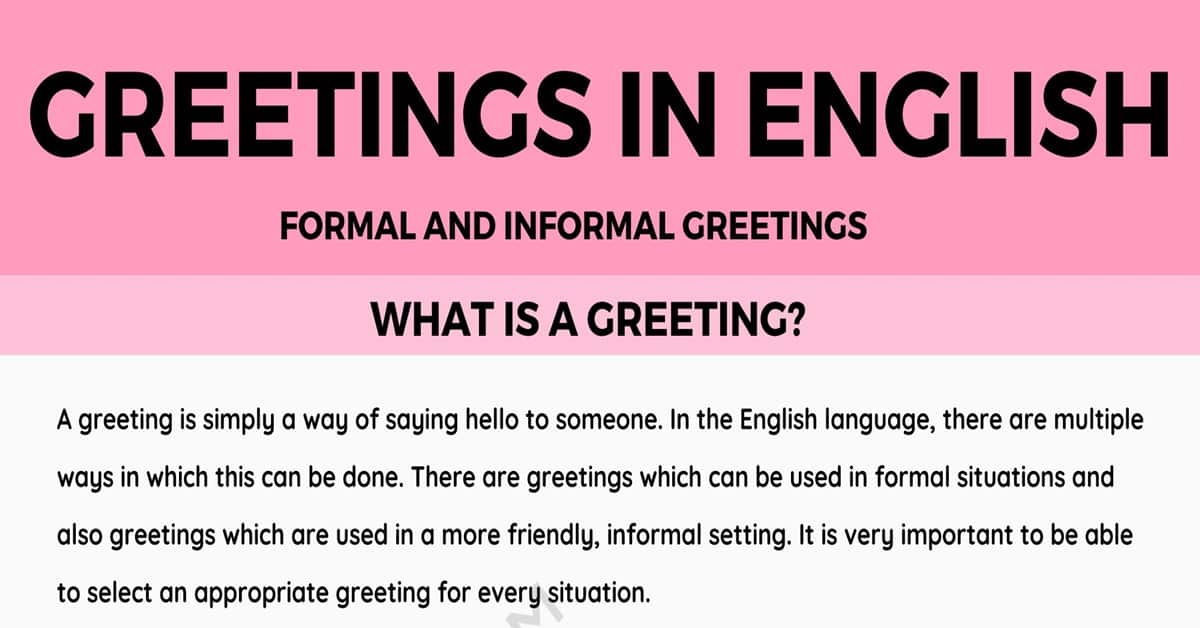 GREETINGS IN ENGLISH
FORMAL AND INFORMAL GREETINGS
WHAT IS A GREETING?
A greeting is simply a way of saying hello to someone. In the English language, there are multiple
ways in which this can be done. There are greetings which can be used in formal situations and
also greetings which are used in a more friendly, informal setting. It is very important to be able
to select an appropriate greeting for every situation.